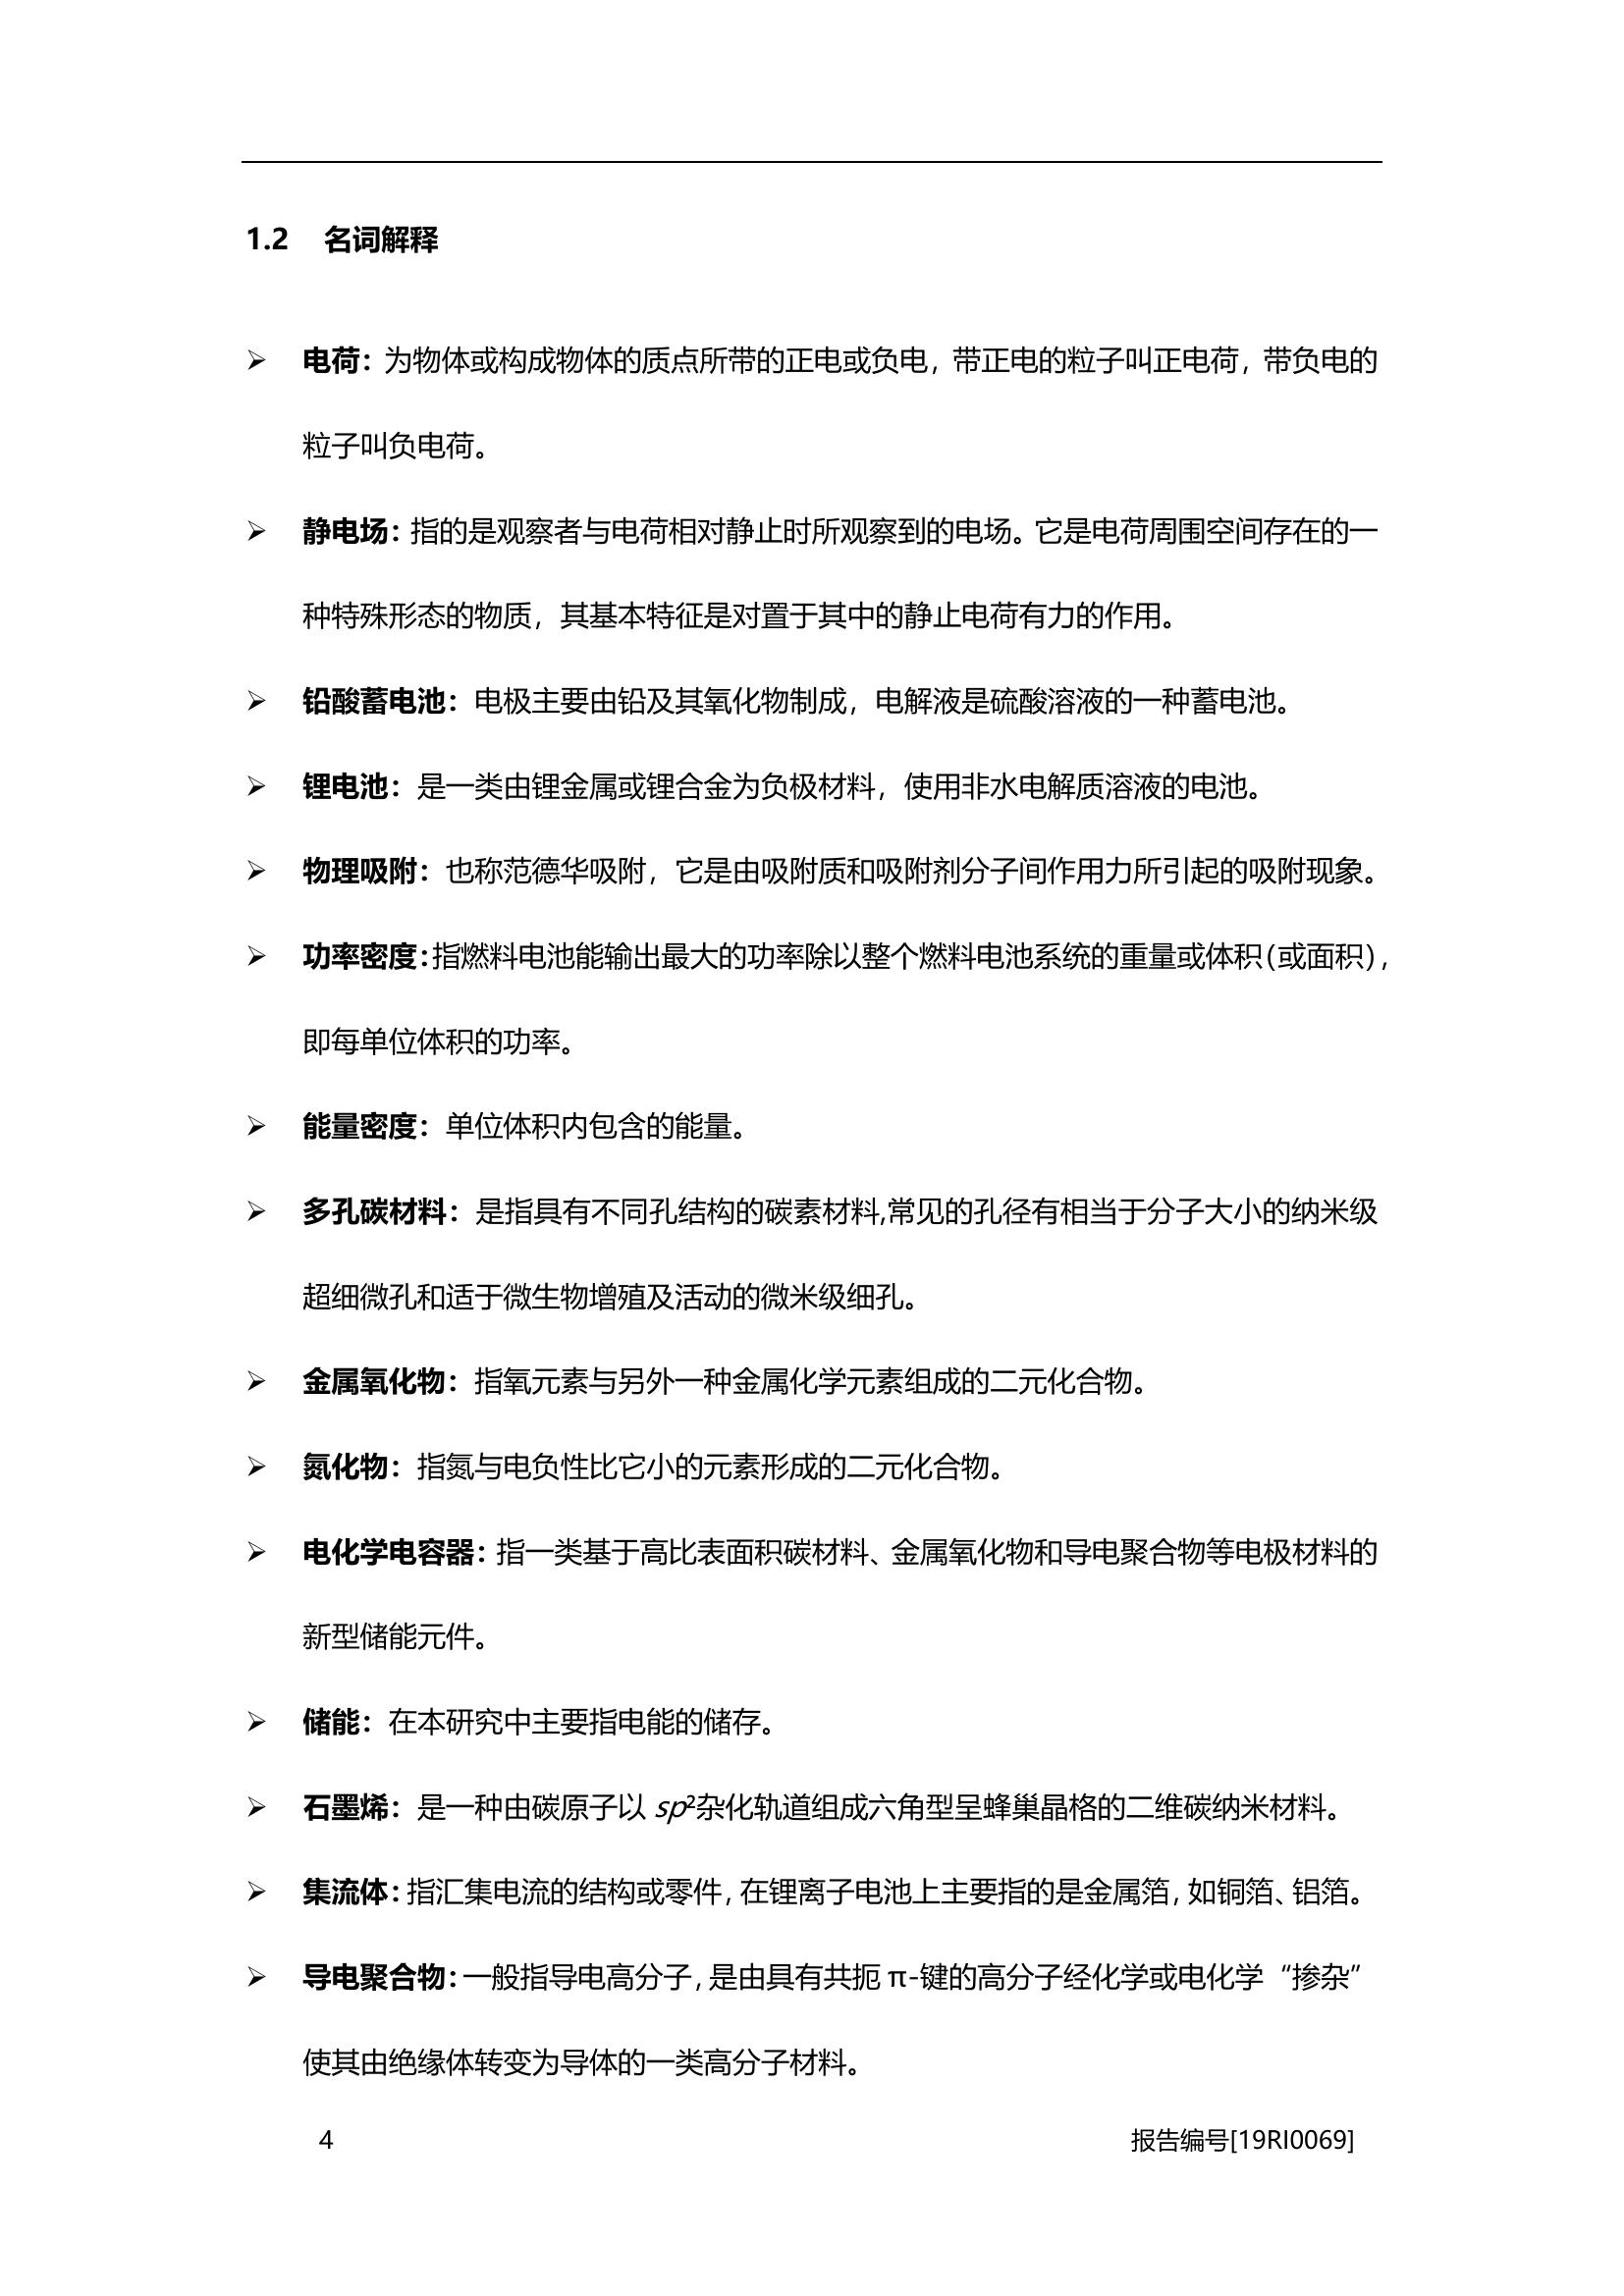 1.2 名词解释
➢ 电荷：为物体或构成物体的质点所带的正电或负电，带正电的粒子叫正电荷，带负电的
粒子叫负电荷。
➢ 静电场：指的是观察者与电荷相对静止时所观察到的电场。它是电荷周围空间存在的一
种特殊形态的物质，其基本特征是对置于其中的静止电荷有力的作用。
➢ 铅酸蓄电池：电极主要由铅及其氧化物制成，电解液是硫酸溶液的一种蓄电池。
➢ 锂电池：是一类由锂金属或锂合金为负极材料，使用非水电解质溶液的电池。
➢ 物理吸附：也称范德华吸附，它是由吸附质和吸附剂分子间作用力所引起的吸附现象。
➢ 功率密度：指燃料电池能输出最大的功率除以整个燃料电池系统的重量或体积（或面积），
即每单位体积的功率。
➢ 能量密度：单位体积内包含的能量。
➢ 多孔碳材料：是指具有不同孔结构的碳素材料,常见的孔径有相当于分子大小的纳米级
超细微孔和适于微生物增殖及活动的微米级细孔。
➢ 金属氧化物：指氧元素与另外一种金属化学元素组成的二元化合物。
➢ 氮化物：指氮与电负性比它小的元素形成的二元化合物。
➢ 电化学电容器：指一类基于高比表面积碳材料、金属氧化物和导电聚合物等电极材料的
新型储能元件。
➢ 储能：在本研究中主要指电能的储存。
➢ 石墨烯：是一种由碳原子以 sp²杂化轨道组成六角型呈蜂巢晶格的二维碳纳米材料。
➢ 集流体：指汇集电流的结构或零件，在锂离子电池上主要指的是金属箔，如铜箔、铝箔。
➢ 导电聚合物：一般指导电高分子，是由具有共扼 π-键的高分子经化学或电化学“掺杂”
使其由绝缘体转变为导体的一类高分子材料。
4 报告编号[19RI0069]